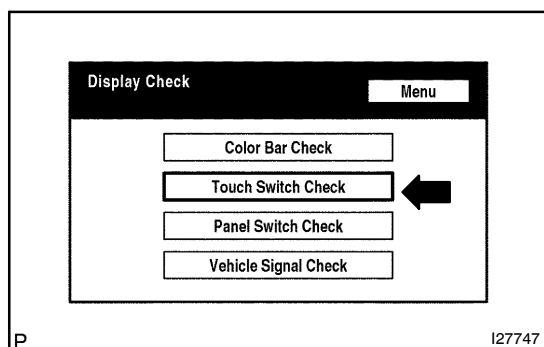 Display Check
Menu
Color Bar Check
Touch Switch Check
Panel Switch Check
Vehicle Signal Check
P
I27747